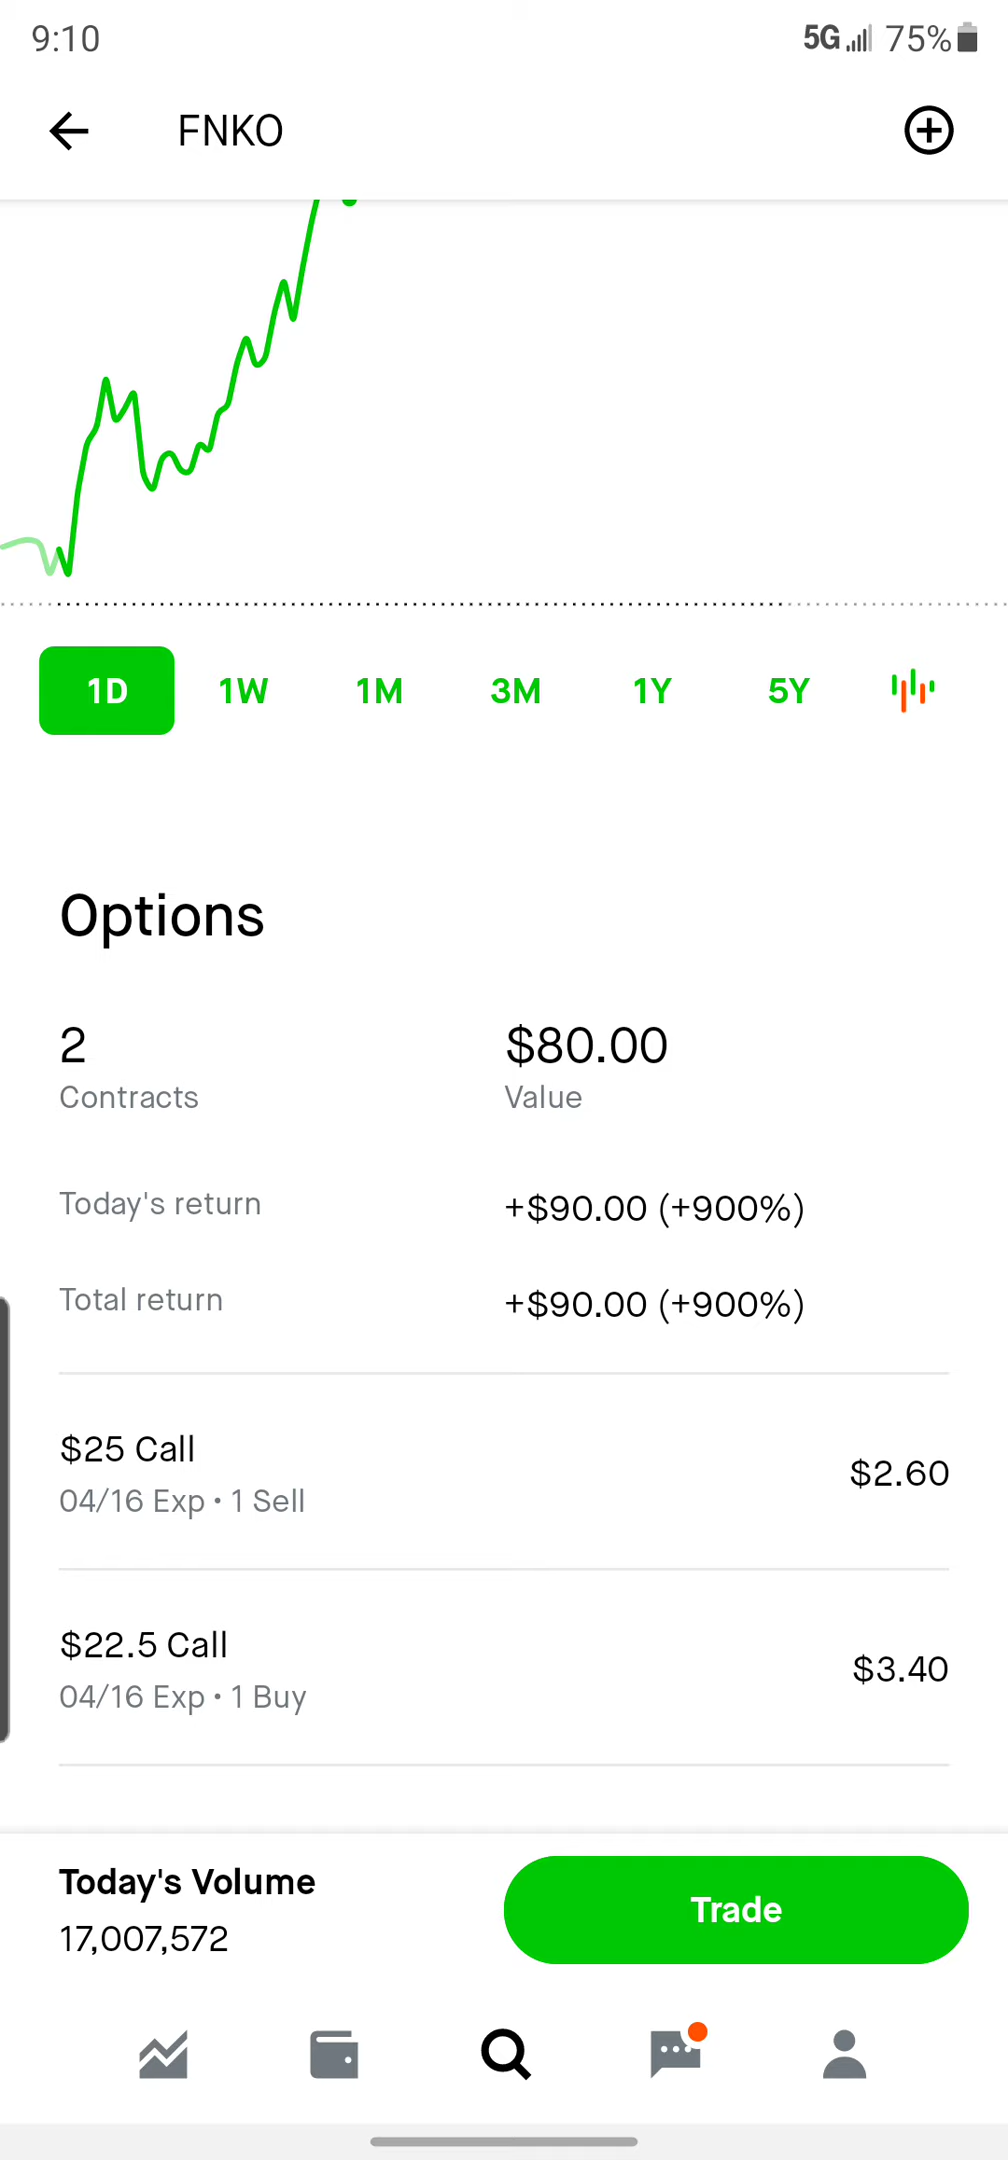 9:10
5G 75%
FNKO
1D 1W 1M 3M 1Y 5Y
Options
2 $80.00
Contracts Value
Today's return +$90.00 (+900%)
Total return +$90.00 (+900%)
$25 Call
04/16 Exp • 1 Sell
$2.60
$22.5 Call
04/16 Exp • 1 Buy
$3.40
Today's Volume
17,007,572
Trade